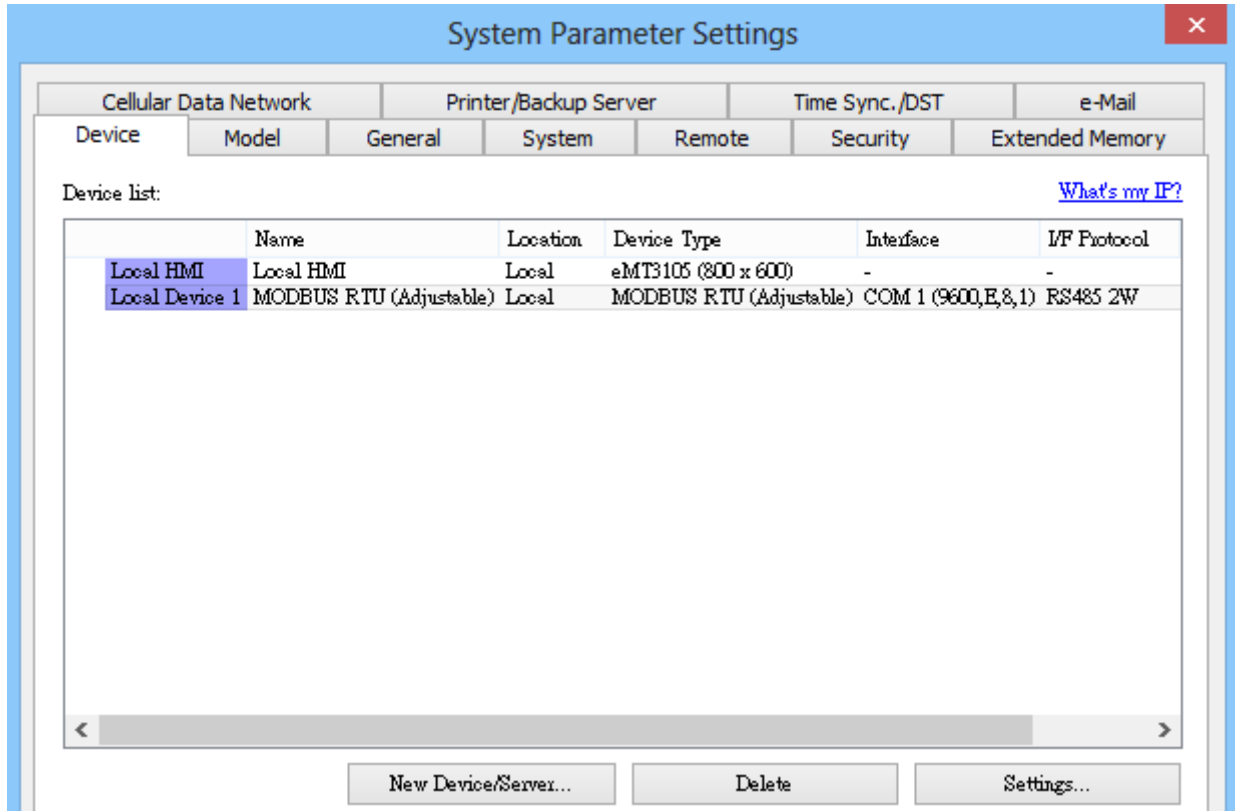 System Parameter Settings
Cellular Data Network Printer/Backup Server Time Sync./DST e-Mail
Device Model General System Remote Security Extended Memory
Device list: What's my IP?
Name Location Device Type Interface I/F Protocol
Local HMI Local HMI Local eMT3105 (800 x 600) - -
Local Device 1 MODBUS RTU (Adjustable) Local MODBUS RTU (Adjustable) COM 1 (9600,E,8,1) RS485 2W
New Device/Server... Delete Settings...